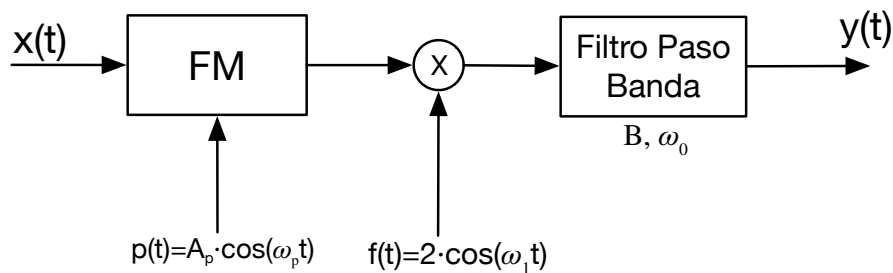 x(t)
FM
X
Filtro Paso
Banda
y(t)
B, ω₀
p(t)=Aₚ·cos(ωₚt)
f(t)=2·cos(ω₁t)